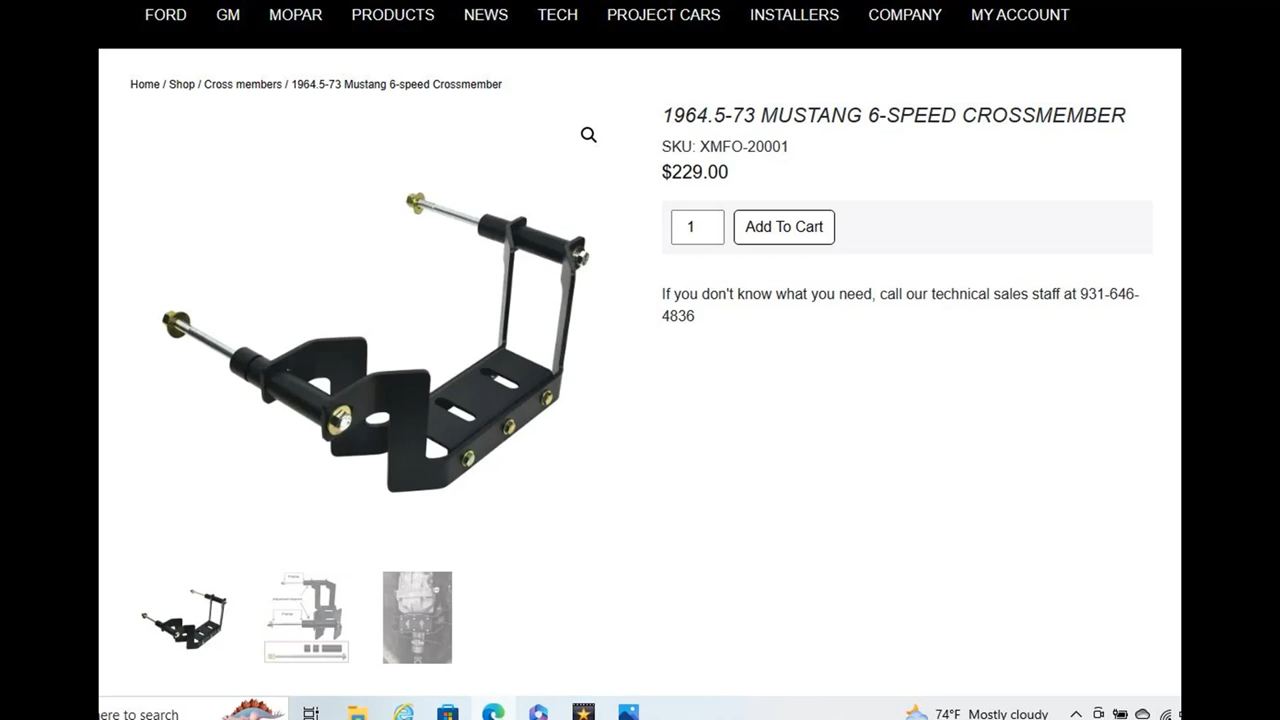 FORD GM MOPAR PRODUCTS NEWS TECH PROJECT CARS INSTALLERS COMPANY MY ACCOUNT
Home / Shop / Cross members / 1964.5-73 Mustang 6-speed Crossmember
1964.5-73 MUSTANG 6-SPEED CROSSMEMBER
SKU: XMFO-20001
$229.00
1 Add To Cart
If you don't know what you need, call our technical sales staff at 931-646-
4836
ere to search
74°F Mostly cloudy